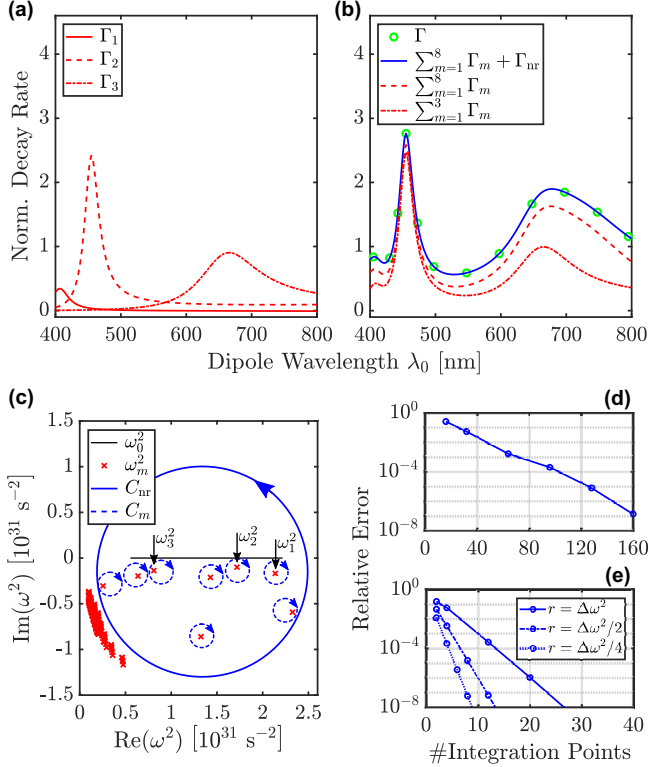 (a)
Γ₁
Γ₂
Γ₃
4
3
2
1
0
400 500 600 700 800
Norm. Decay Rate
(b)
Γ
∑⁸ₘ₌₁ Γₘ + Γₙᵣ
∑⁸ₘ₌₁ Γₘ
∑³ₘ₌₁ Γₘ
4
3
2
1
0
400 500 600 700 800
Dipole Wavelength λ₀ [nm]
(c)
ω₀²
ωₘ²
Cₙᵣ
Cₘ
ω₃²
ω₂²
ω₁²
1.5
1
0.5
0
-0.5
-1
-1.5
0 0.5 1 1.5 2 2.5
Im(ω²) [10³¹ s⁻²]
Re(ω²) [10³¹ s⁻²]
(d)
10⁰
10⁻⁴
10⁻⁸
0 40 80 120 160
Relative Error
(e)
r = Δω²
r = Δω²/2
r = Δω²/4
10⁰
10⁻²
10⁻⁴
10⁻⁶
10⁻⁸
0 10 20 30 40
#Integration Points